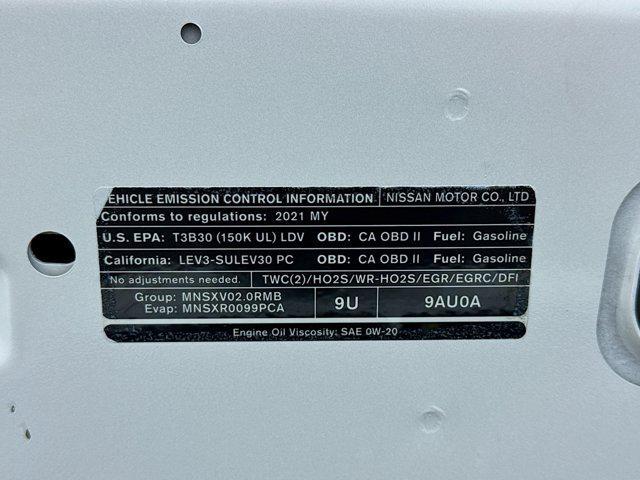 EHICLE EMISSION CONTROL INFORMATION NISSAN MOTOR CO., LTD
Conforms to regulations: 2021 MY
U.S. EPA: T3B30 (150K UL) LDV OBD: CA OBD II Fuel: Gasoline
California: LEV3-SULEV30 PC OBD: CA OBD II Fuel: Gasoline
No adjustments needed. TWC(2)/HO2S/WR-HO2S/EGR/EGRC/DFI
Group: MNSXV02.0RMB
Evap: MNSXR0099PCA
9U 9AU0A
Engine Oil Viscosity: SAE 0W-20